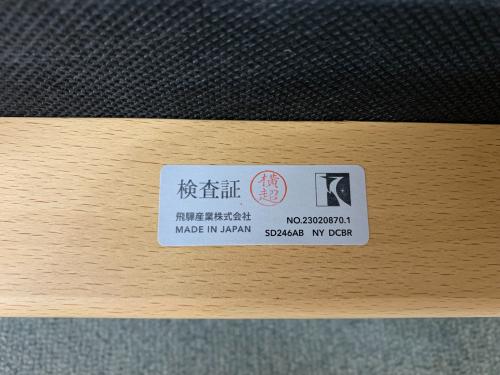 検査証
横超
飛騨産業株式会社
MADE IN JAPAN
NO.23020870.1
SD246AB NY DCBR